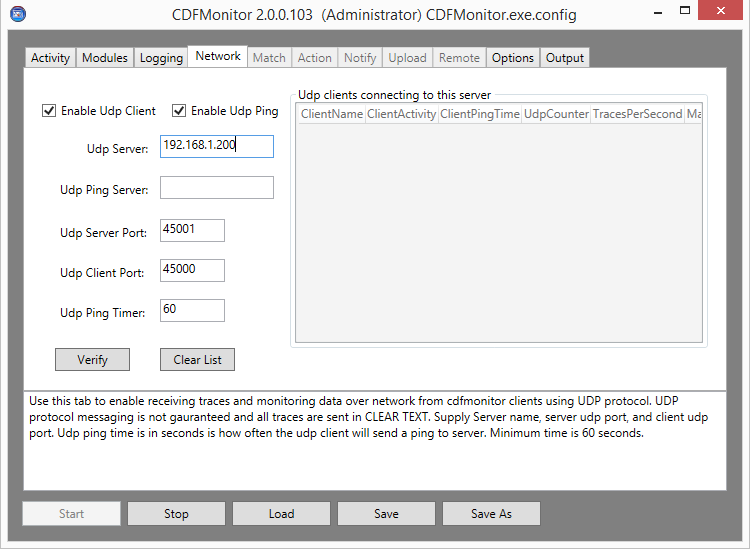 CDFMonitor 2.0.0.103 (Administrator) CDFMonitor.exe.config
Activity Modules Logging Network Match Action Notify Upload Remote Options Output
Enable Udp Client Enable Udp Ping
Udp Server: 192.168.1.200
Udp Ping Server:
Udp Server Port: 45001
Udp Client Port: 45000
Udp Ping Timer: 60
Verify Clear List
Udp clients connecting to this server
ClientName ClientActivity ClientPingTime UdpCounter TracesPerSecond Ma
Use this tab to enable receiving traces and monitoring data over network from cdfmonitor clients using UDP protocol. UDP
protocol messaging is not gauranteed and all traces are sent in CLEAR TEXT. Supply Server name, server udp port, and client udp
port. Udp ping time is in seconds is how often the udp client will send a ping to server. Minimum time is 60 seconds.
Start Stop Load Save Save As